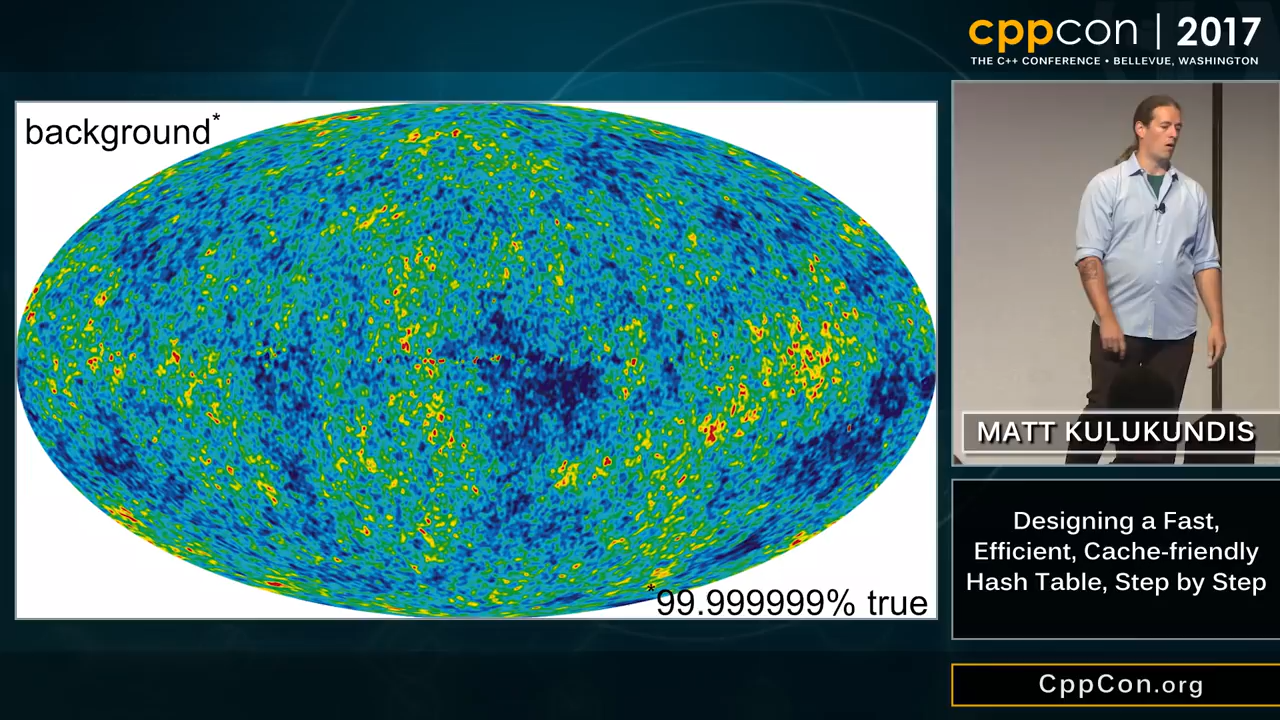 cppcon | 2017
THE C++ CONFERENCE • BELLEVUE, WASHINGTON
background*
*99.999999% true
MATT KULUKUNDIS
Designing a Fast,
Efficient, Cache-friendly
Hash Table, Step by Step
CppCon.org